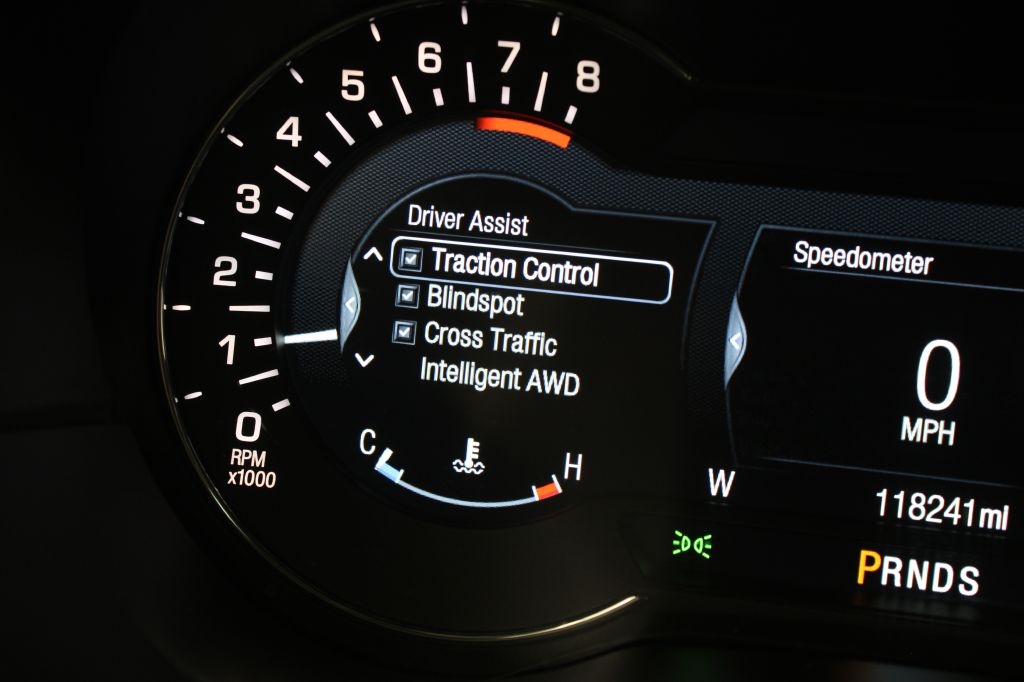 8
7
6
5
4
3
2
1
0
RPM
x1000
Driver Assist
Traction Control
Blindspot
Cross Traffic
Intelligent AWD
C
H
Speedometer
0
MPH
W
118241mi
PRNDS